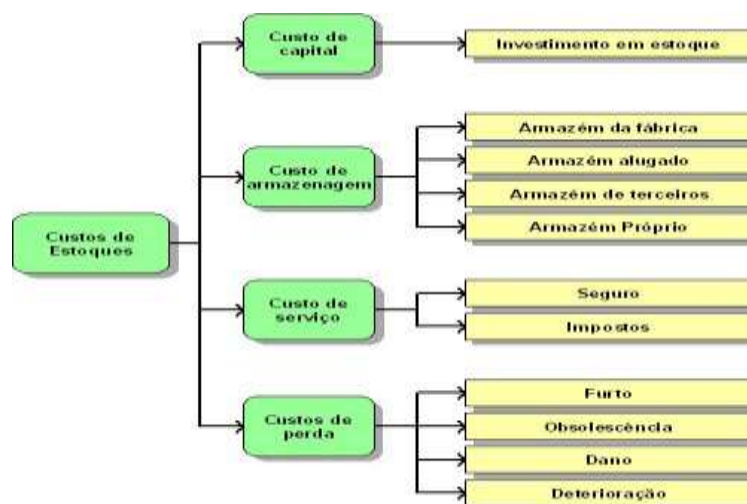 Custo de
capital
Investimento em estoque
Armazém da fábrica
Custo de
armazenagem
Armazém alugado
Armazém de terceiros
Armazém Próprio
Custos de
Estoques
Custo de
serviço
Seguro
Impostos
Custos de
perda
Furto
Obsolescência
Dano
Deterioração